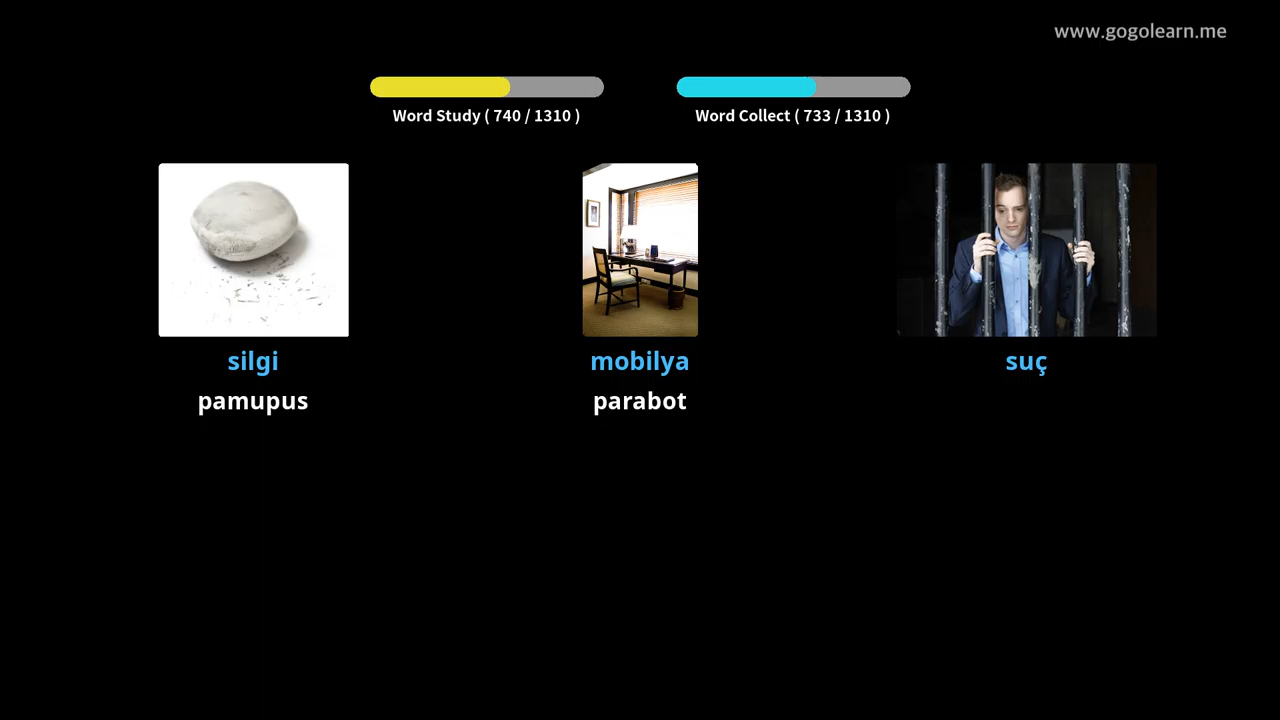 www.gogolearn.me
Word Study ( 740 / 1310 )
Word Collect ( 733 / 1310 )
silgi
mobilya
suç
pamupus
parabot